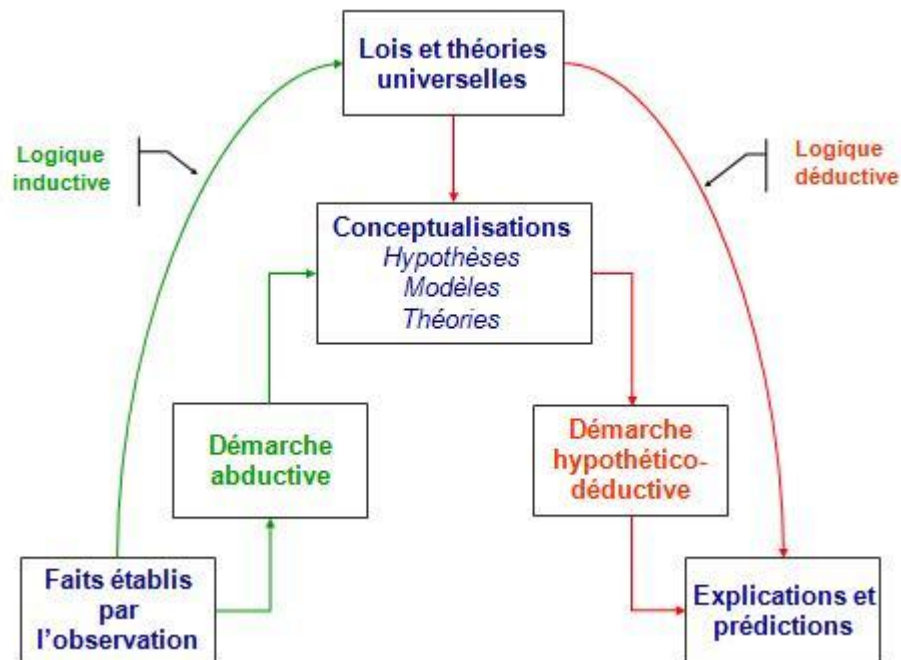 Lois et théories
universelles
Logique
inductive
Logique
déductive
Conceptualisations
Hypothèses
Modèles
Théories
Démarche
abductive
Démarche
hypothético-
déductive
Faits établis
par
l'observation
Explications et
prédictions